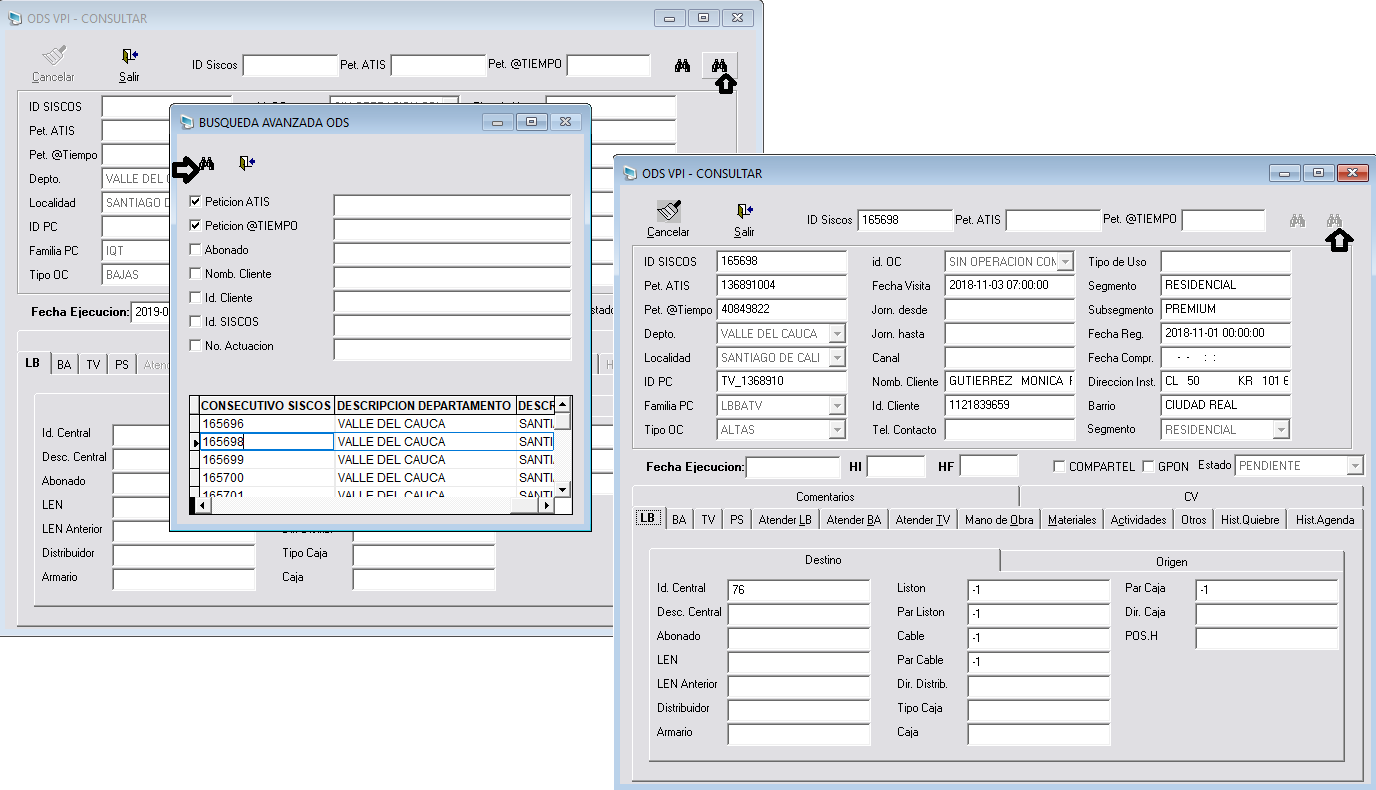 ODS VPI - CONSULTAR
Cancelar
Salir
ID Siscos
Pet. ATIS
Pet. @TIEMPO
ID SISCOS
Pet. ATIS
Pet. @Tiempo
Depto.
VALLE DEL
Localidad
SANTIAGO D
ID PC
Familia PC
IQT
Tipo OC
BAJAS
Fecha Ejecucion:
2019-0
LB
BA
TV
PS
Id. Central
Desc. Central
Abonado
LEN
LEN Anterior
Distribuidor
Armario
Tipo Caja
Caja
BUSQUEDA AVANZADA ODS
Peticion ATIS
Peticion @TIEMPO
Abonado
Nomb. Cliente
Id. Cliente
Id. SISCOS
No. Actuacion
CONSECUTIVO SISCOS DESCRIPCION DEPARTAMENTO DESCR
165696 VALLE DEL CAUCA SANTI
165698 VALLE DEL CAUCA SANTI
165699 VALLE DEL CAUCA SANTI
165700 VALLE DEL CAUCA SANTI
165701 VALLE DEL CAUCA SANTI
ODS VPI - CONSULTAR
Cancelar
Salir
ID Siscos 165698 Pet. ATIS Pet. @TIEMPO
ID SISCOS 165698 id. OC SIN OPERACION COM Tipo de Uso
Pet. ATIS 136891004 Fecha Visita 2018-11-03 07:00:00 Segmento RESIDENCIAL
Pet. @Tiempo 40849822 Jorn. desde Subsegmento PREMIUM
Depto. VALLE DEL CAUCA Jorn. hasta Fecha Reg. 2018-11-01 00:00:00
Localidad SANTIAGO DE CALI Canal Fecha Compr. - - : :
ID PC TV_1368910 Nomb. Cliente GUTIERREZ MONICA Direccion Inst. CL 50 KR 101 6
Familia PC LBBATV Id. Cliente 1121839659 Barrio CIUDAD REAL
Tipo OC ALTAS Tel. Contacto Segmento RESIDENCIAL
Fecha Ejecucion: HI HF COMPARTEL GPON Estado PENDIENTE
Comentarios CV
LB BA TV PS Atender LB Atender BA Atender TV Mano de Obra Materiales Actividades Otros Hist.Quiebre Hist.Agenda
Destino Origen
Id. Central 76 Liston -1 Par Caja -1
Desc. Central Par Liston -1 Dir. Caja
Abonado Cable -1 POS.H
LEN Par Cable -1
LEN Anterior Dir. Distrib.
Distribuidor Tipo Caja
Armario Caja